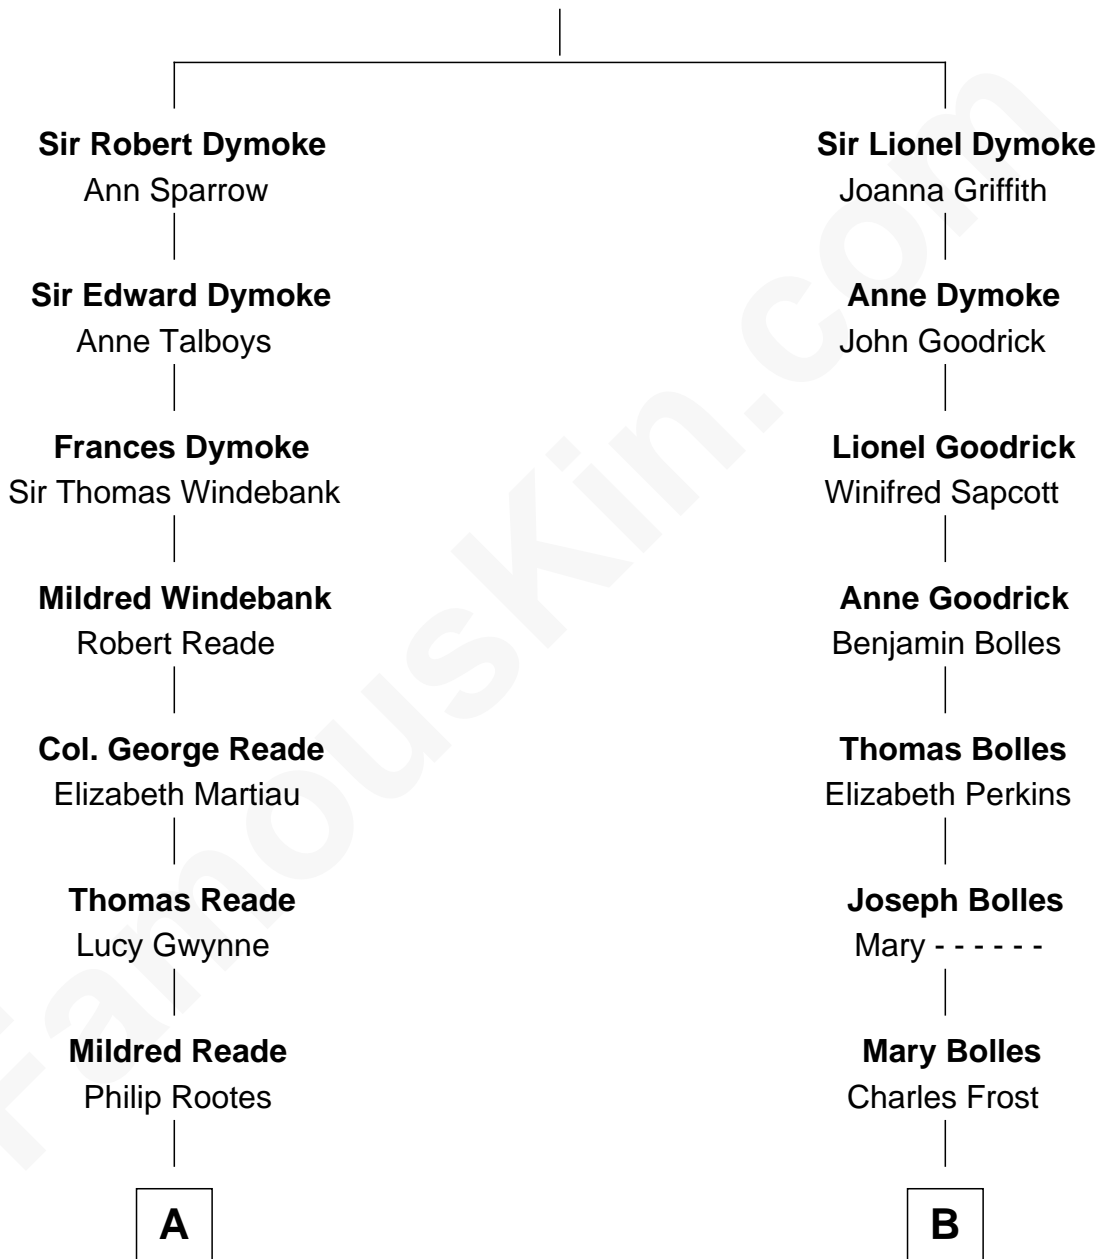 Sir Robert Dymoke
Ann Sparrow
Sir Edward Dymoke
Anne Talboys
Frances Dymoke
Sir Thomas Windebank
Mildred Windebank
Robert Reade
Col. George Reade
Elizabeth Martiau
Thomas Reade
Lucy Gwynne
Mildred Reade
Philip Rootes
A
Sir Lionel Dymoke
Joanna Griffith
Anne Dymoke
John Goodrick
Lionel Goodrick
Winifred Sapcott
Anne Goodrick
Benjamin Bolles
Thomas Bolles
Elizabeth Perkins
Joseph Bolles
Mary - - - - - -
Mary Bolles
Charles Frost
B
FamousKin.com